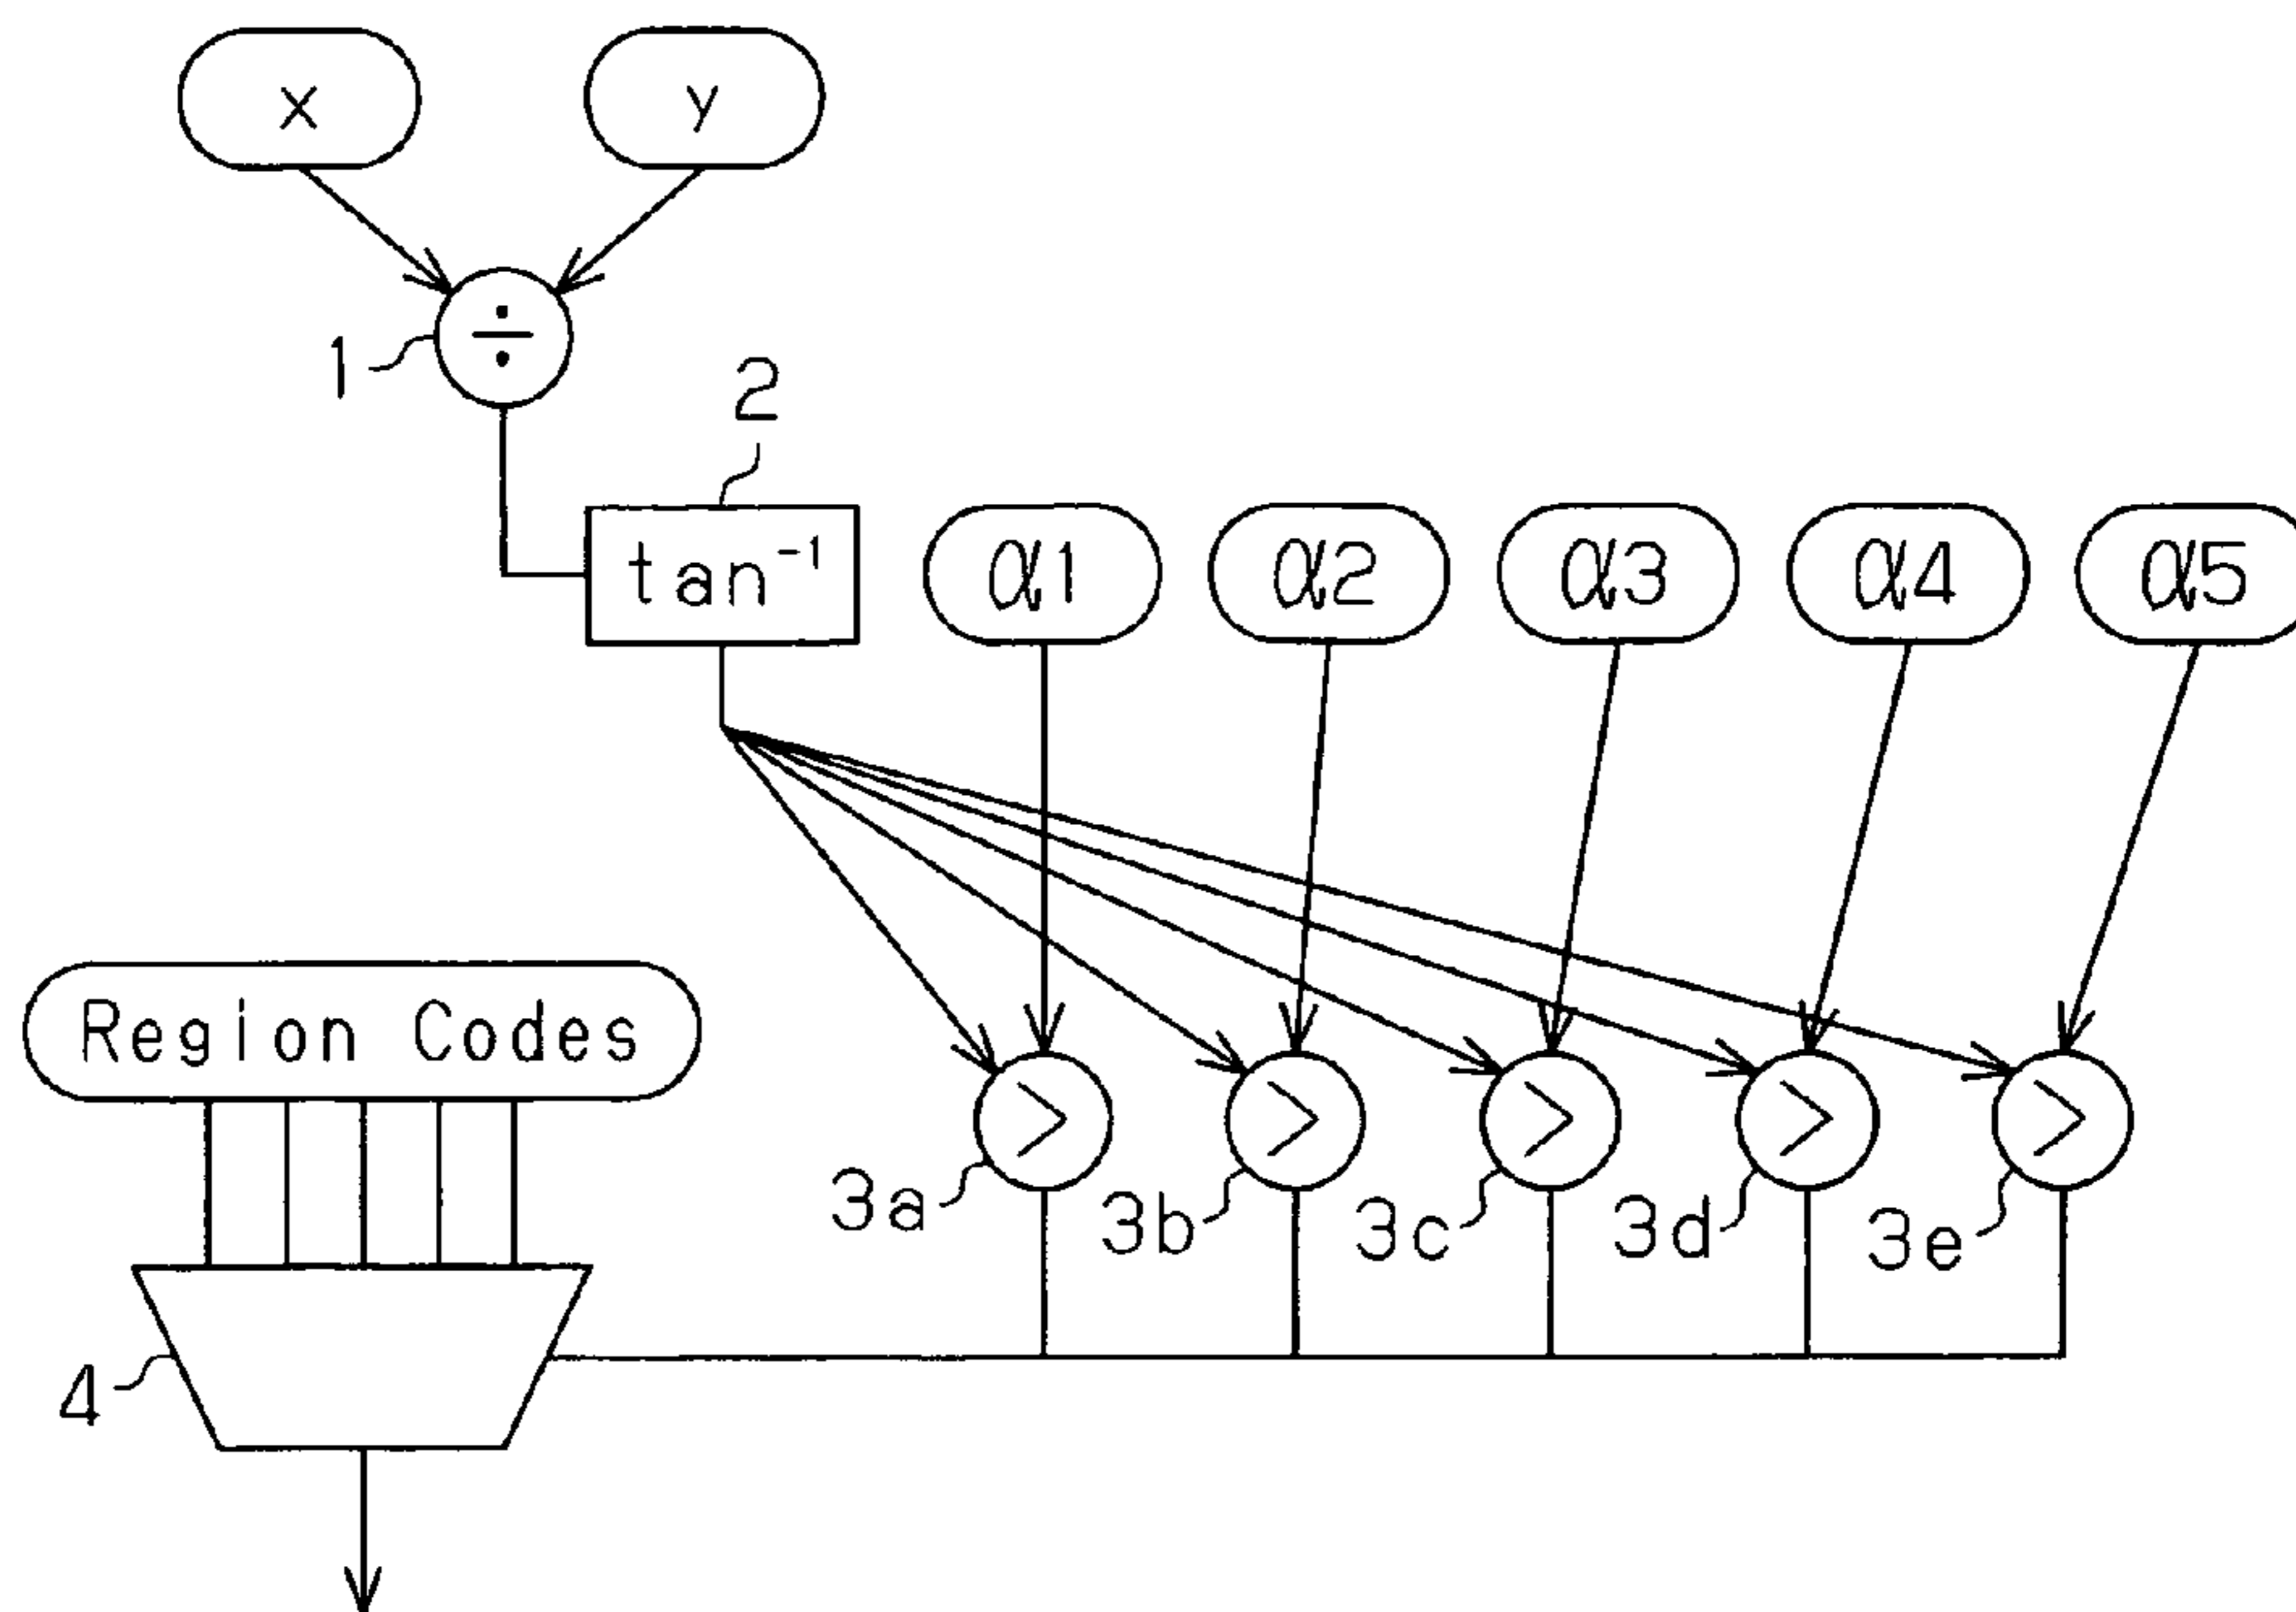 x y
÷
1
2
tan⁻¹ α1 α2 α3 α4 α5
Region Codes
> > > > >
3a 3b 3c 3d 3e
4